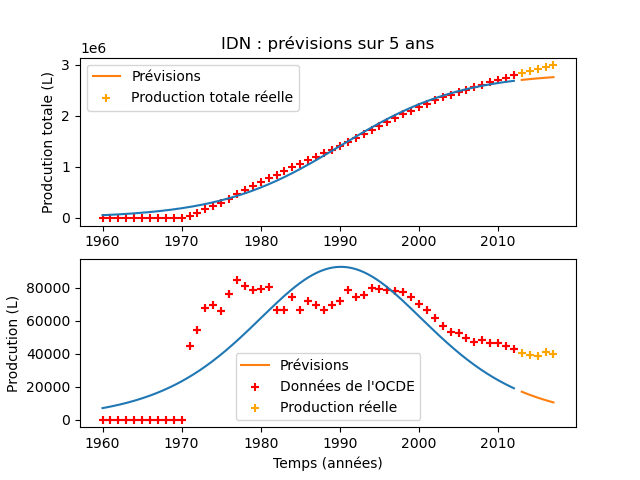 IDN : prévisions sur 5 ans
1e6
3
2
1
0
Prodcution totale (L)
Prévisions
Production totale réelle
1960 1970 1980 1990 2000 2010
80000
60000
40000
20000
0
Prodcution (L)
Prévisions
Données de l'OCDE
Production réelle
1960 1970 1980 1990 2000 2010
Temps (années)